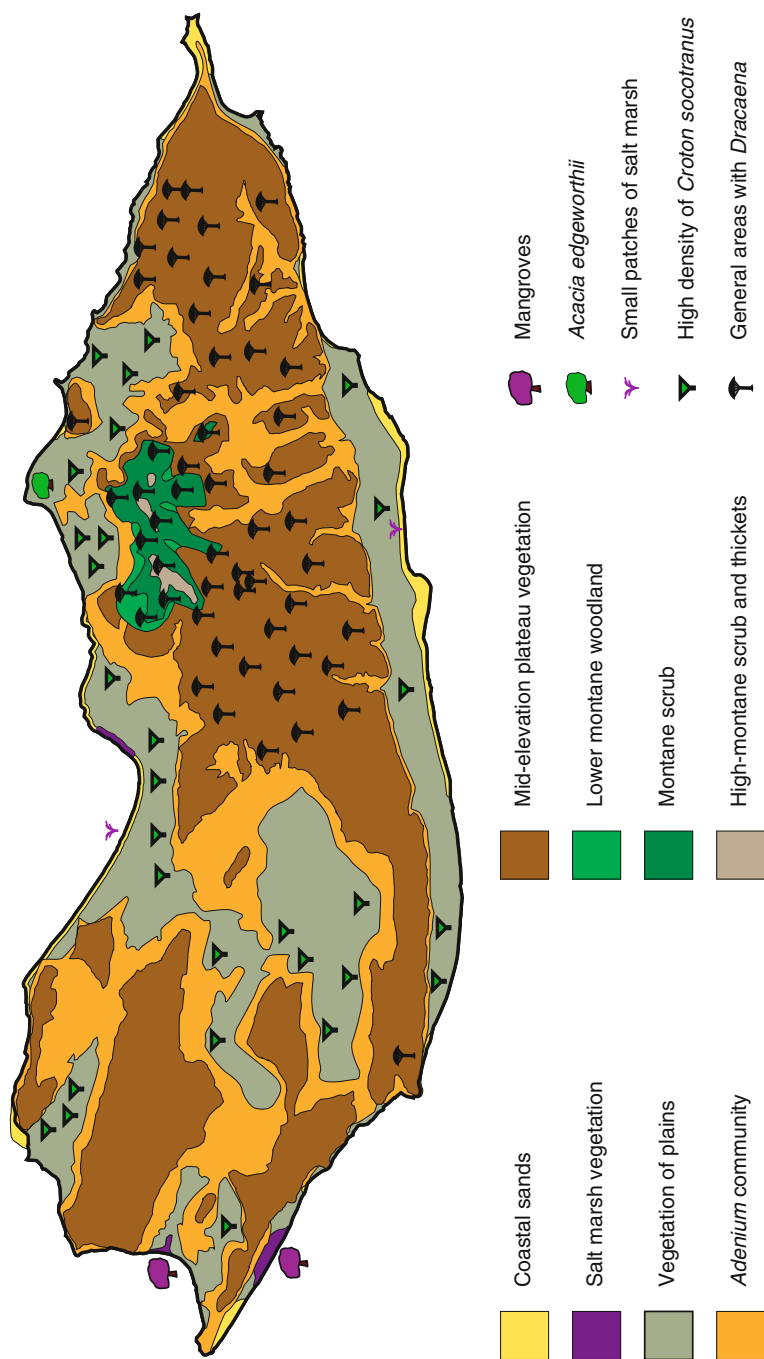 Coastal sands
Salt marsh vegetation
Vegetation of plains
Adenium community
Mid-elevation plateau vegetation
Lower montane woodland
Montane scrub
High-montane scrub and thickets
Mangroves
Acacia edgeworthii
Small patches of salt marsh
High density of Croton socotranus
General areas with Dracaena